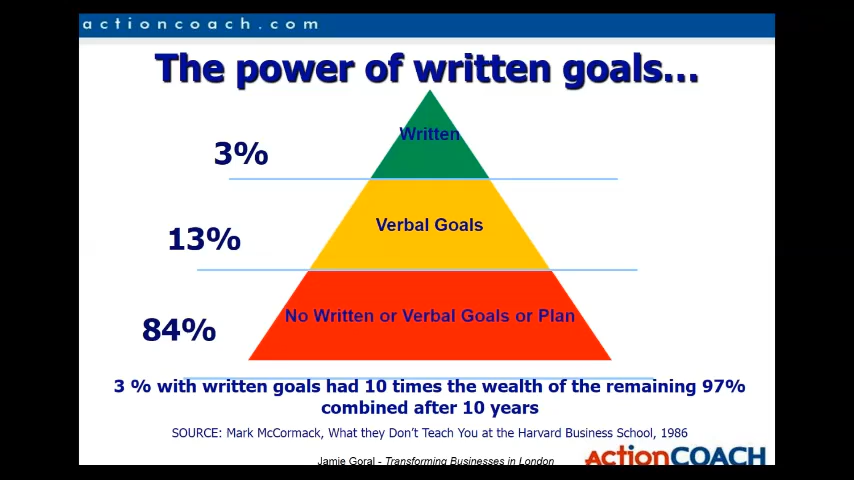 actioncoach.com
The power of written goals...
Written
3%
Verbal Goals
13%
No Written or Verbal Goals or Plan
84%
3 % with written goals had 10 times the wealth of the remaining 97%
combined after 10 years
SOURCE: Mark McCormack, What they Don't Teach You at the Harvard Business School, 1986
Jamie Goral - Transforming Businesses in London
ActionCOACH